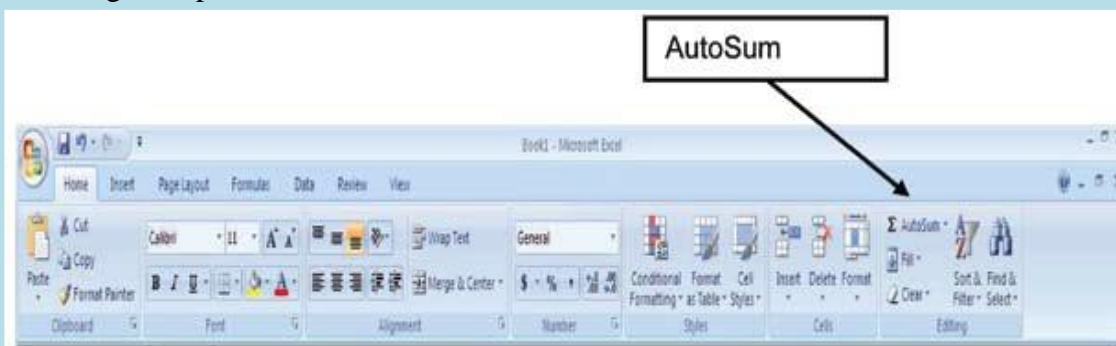 AutoSum
Book1 - Microsoft Excel
Home Insert Page Layout Formulas Data Review View
Cut
Copy
Format Painter
Paste
Calibri 11 A A
B I U A
Wrap Text
Merge & Center
General
$ % ,
Conditional Formatting
Format as Table
Cell Styles
Insert Delete Format
Σ AutoSum
Fill
Clear
Sort & Filter
Find & Select
Clipboard Font Alignment Number Styles Cells Editing